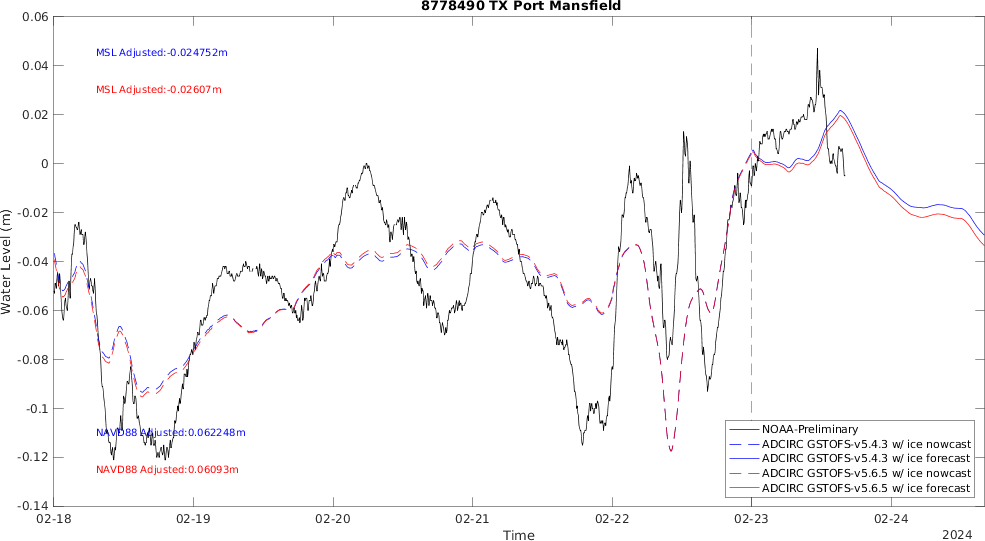 8778490 TX Port Mansfield
0.06
0.04
0.02
0
-0.02
-0.04
-0.06
-0.08
-0.1
-0.12
-0.14
Water Level (m)
MSL Adjusted:-0.024752m
MSL Adjusted:-0.02607m
NAVD88 Adjusted:0.062248m
NAVD88 Adjusted:0.06093m
NOAA-Preliminary
ADCIRC GSTOFS-v5.4.3 w/ ice nowcast
ADCIRC GSTOFS-v5.4.3 w/ ice forecast
ADCIRC GSTOFS-v5.6.5 w/ ice nowcast
ADCIRC GSTOFS-v5.6.5 w/ ice forecast
02-18 02-19 02-20 02-21 02-22 02-23 02-24
Time
2024